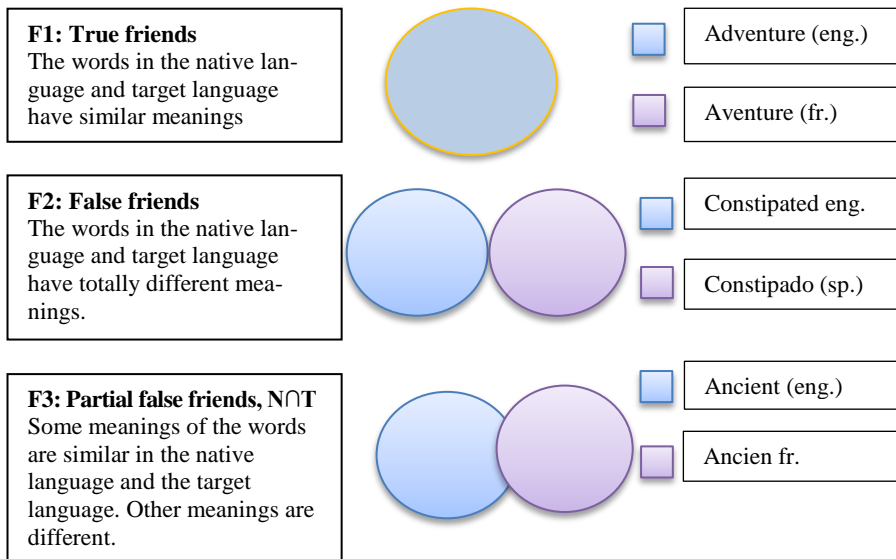 F1: True friends
The words in the native lan-
guage and target language
have similar meanings
Adventure (eng.)
Aventure (fr.)
F2: False friends
The words in the native lan-
guage and target language
have totally different mea-
nings.
Constipated eng.
Constipado (sp.)
F3: Partial false friends, N∩T
Some meanings of the words
are similar in the native
language and the target
language. Other meanings are
different.
Ancient (eng.)
Ancien fr.